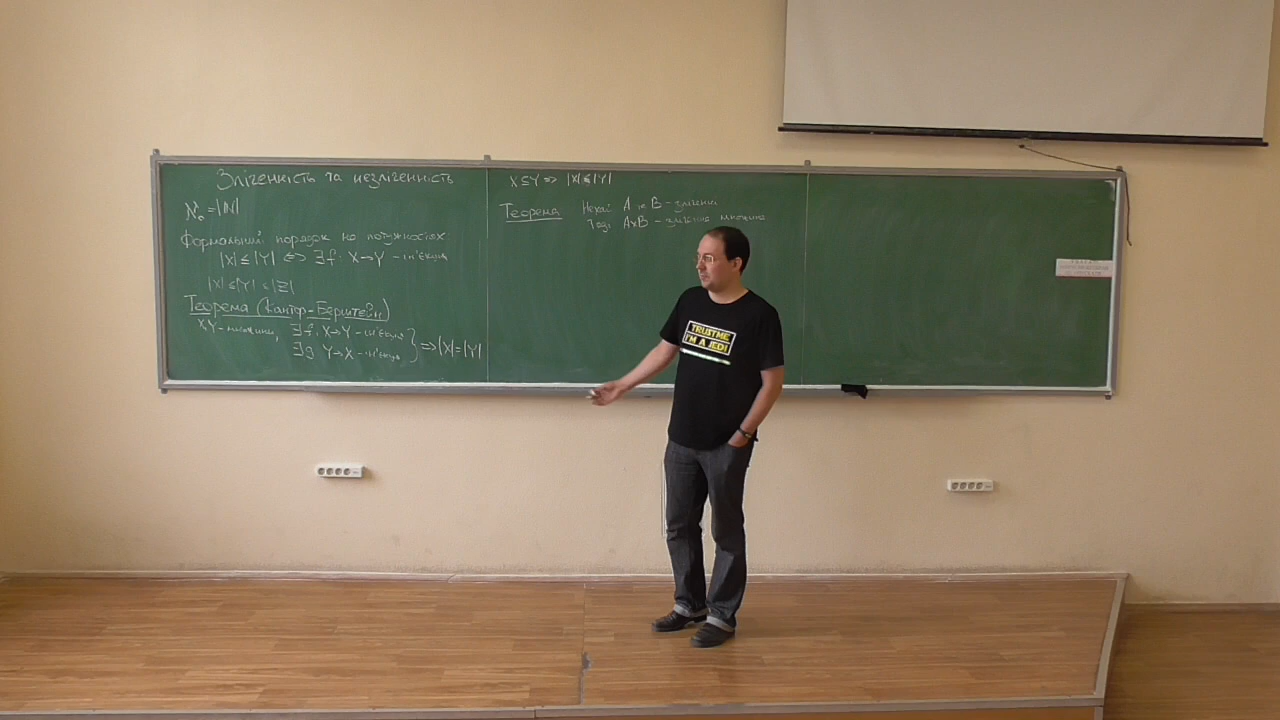 Зліченність та незліченність
ℵ₀ = |ℕ|
Формальний порядок на потужностях:
|X| ≤ |Y| ⇔ ∃f: X→Y – ін'єкція
|X| ≤ |Y| ≤ |Z|
Теорема (Кантор-Бернштейн)
X,Y – множини, ∃f: X→Y – ін'єкція
∃g: Y→X – ін'єкція } ⇒ |X|=|Y|
X ⊆ Y ⇒ |X| ≤ |Y|
Теорема Нехай A та B – зліченні
Тоді A×B – зліченна множина
TRUST ME
I'M A JEDI